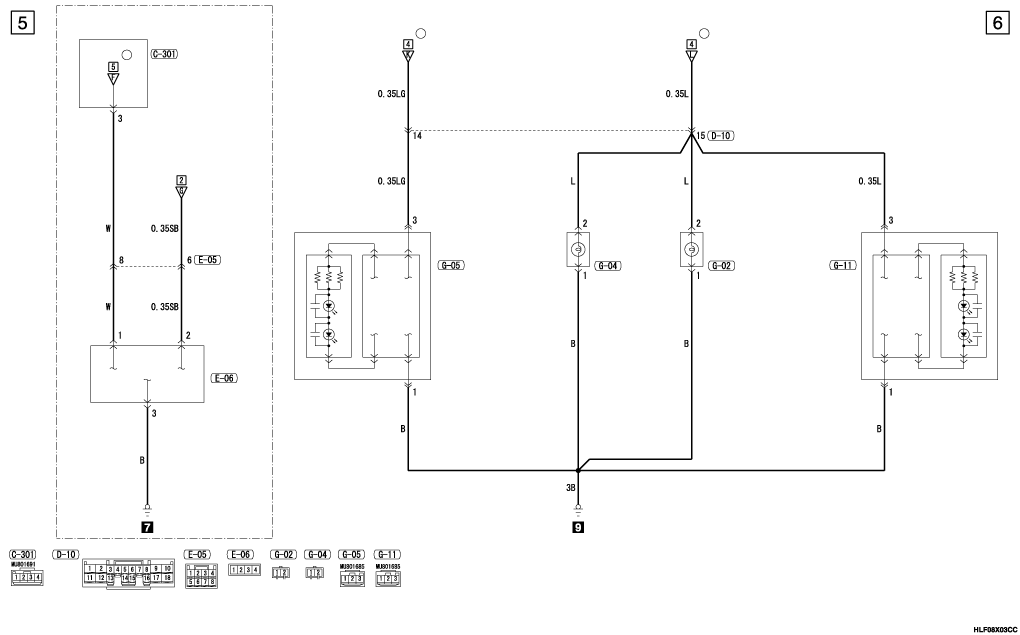 5
6
C-301
5
3
4
4
0.35LG
0.35L
14
15 D-10
2
0.35LG
L
L
0.35L
W
0.35SB
3
2
2
3
8
6 E-05
G-05
G-04
G-02
G-11
W
0.35SB
1
1
1
2
B
B
E-06
1
1
3
B
B
B
3B
7
9
C-301
D-10
E-05
E-06
G-02
G-04
G-05
G-11
MU801691
MU801685
MU801685
1 2 3 4
1 2 3 4 5 6 7 8 9 10
11 12 13 14 15 16 17 18
1 2 3 4
5 6 7 8
1 2 3 4
1 2
1 2
1 2 3
1 2 3
HLF08X03CC